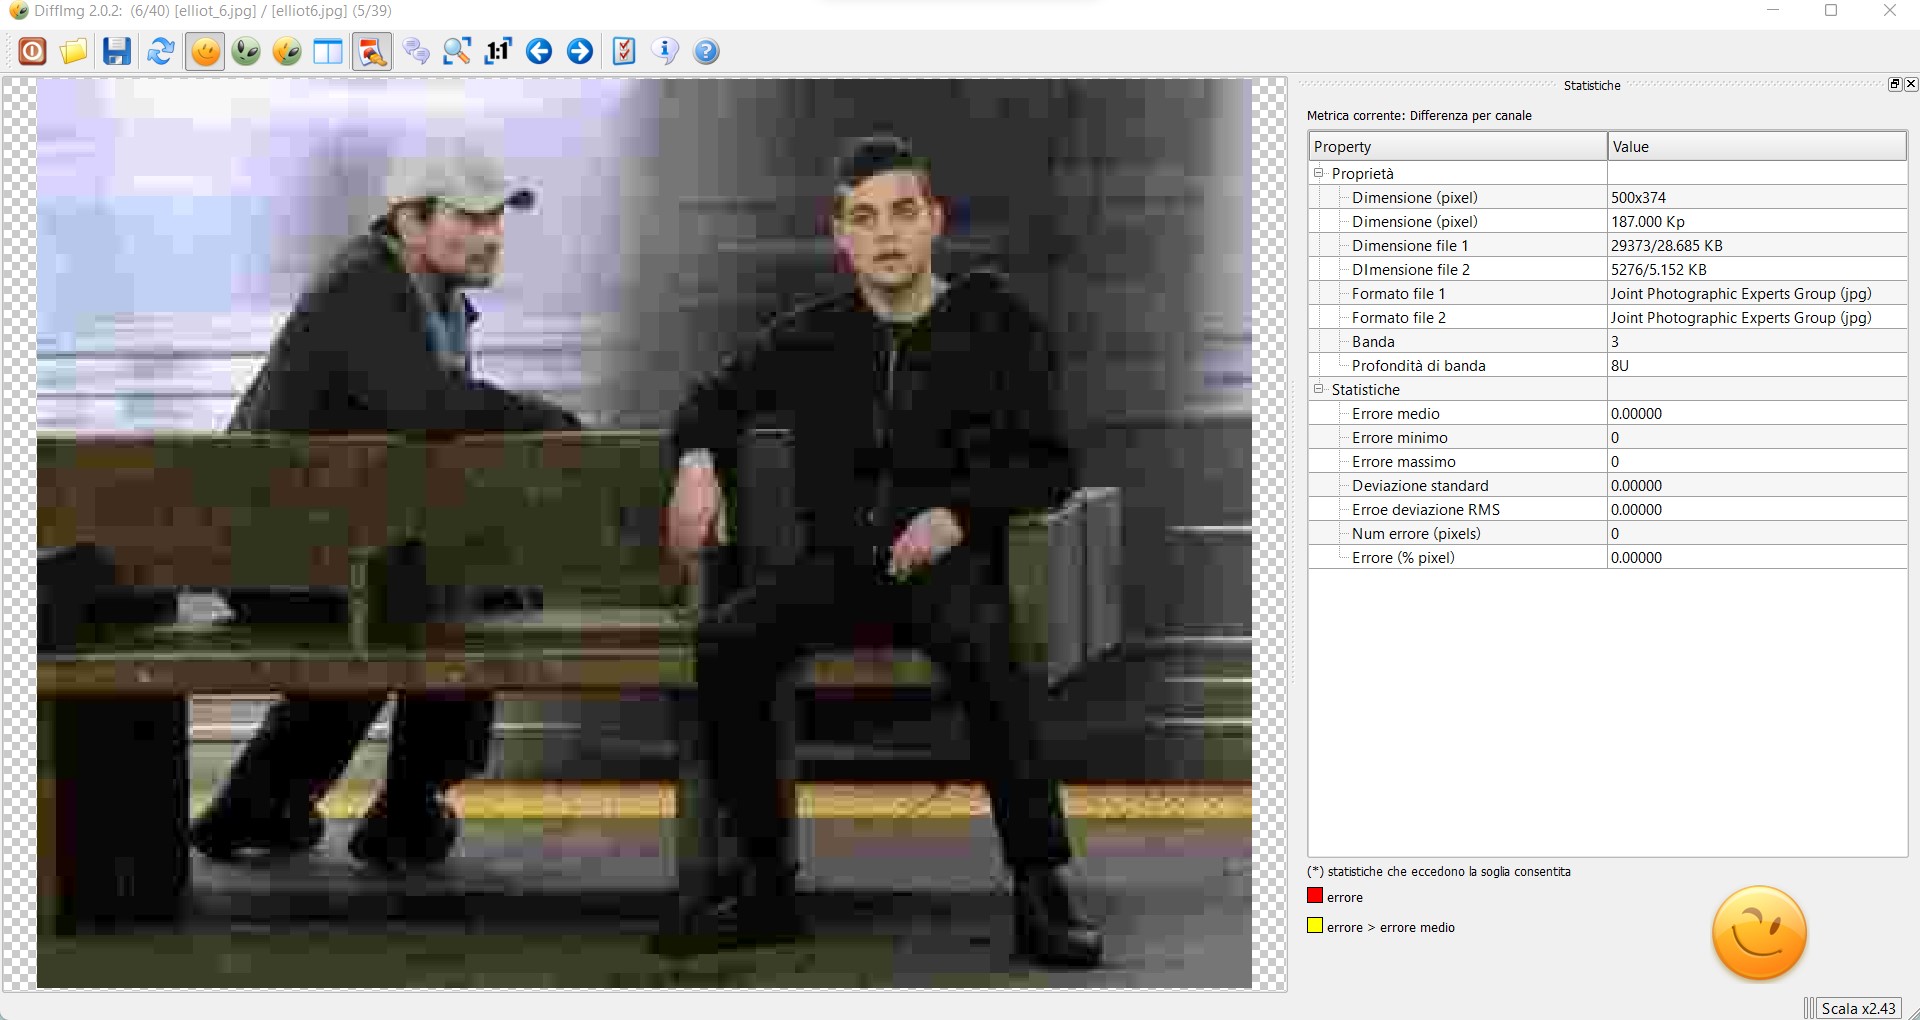 DiffImg 2.0.2: (6/40) [elliot_6.jpg] / [elliot6.jpg] (5/39)
1:1
Statistiche
Metrica corrente: Differenza per canale
Property Value
Proprietà
Dimensione (pixel) 500x374
Dimensione (pixel) 187.000 Kp
Dimensione file 1 29373/28.685 KB
DImensione file 2 5276/5.152 KB
Formato file 1 Joint Photographic Experts Group (jpg)
Formato file 2 Joint Photographic Experts Group (jpg)
Banda 3
Profondità di banda 8U
Statistiche
Errore medio 0.00000
Errore minimo 0
Errore massimo 0
Deviazione standard 0.00000
Erroe deviazione RMS 0.00000
Num errore (pixels) 0
Errore (% pixel) 0.00000
(*) statistiche che eccedono la soglia consentita
errore
errore > errore medio
Scala x2.43